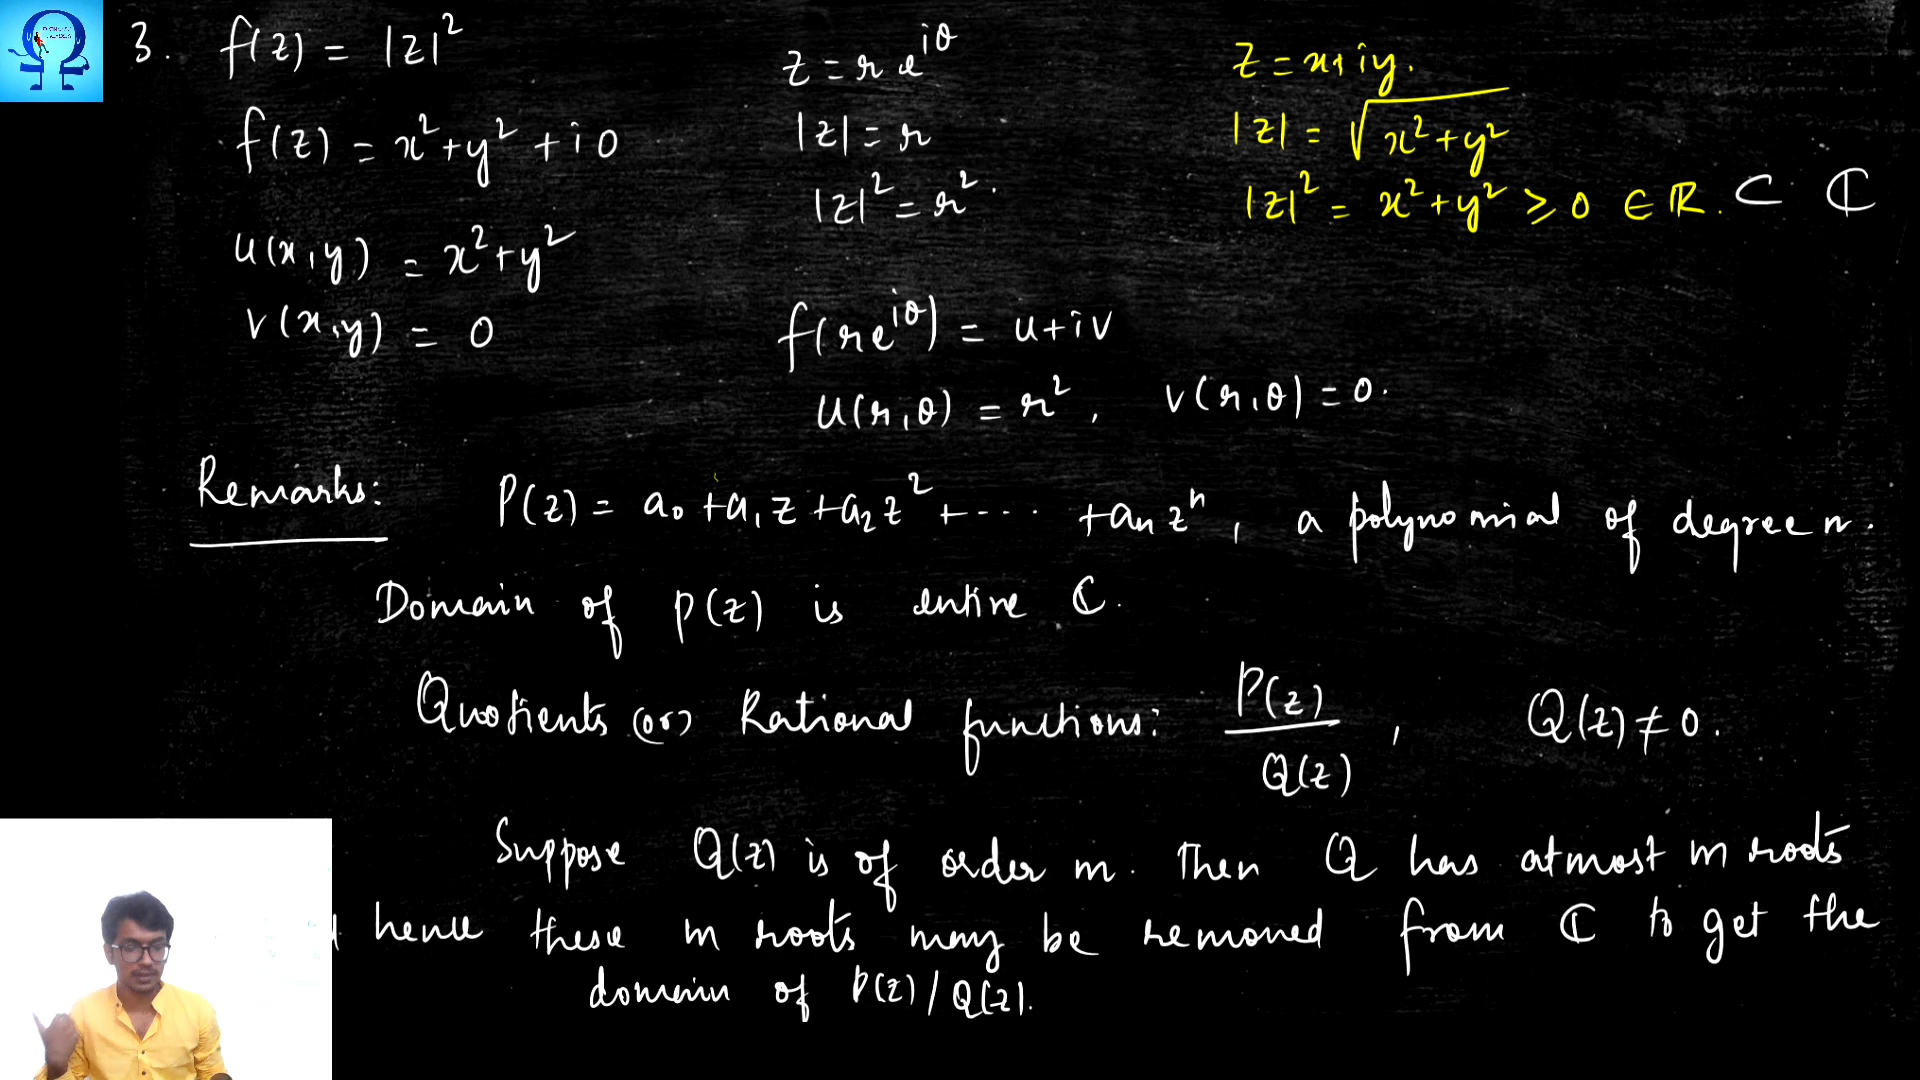 3. f(z) = |z|²
f(z) = x²+y² + i0
u(x,y) = x²+y²
v(x,y) = 0
z = r e^{iθ}
|z| = r
|z|² = r².
f(re^{iθ}) = u+iv
u(r,θ) = r², v(r,θ) = 0.
z = x+iy.
|z| = √(x²+y²)
|z|² = x²+y² ≥ 0 ∈ ℝ. ⊂ ℂ
Remarks: P(z) = a₀ + a₁z + a₂z² + ---- + aₙzⁿ, a polynomial of degree n.
Domain of P(z) is entire ℂ.
Quotients (or) Rational functions: P(z)/Q(z), Q(z) ≠ 0.
Suppose Q(z) is of order m. Then Q has atmost m roots
hence these m roots may be removed from ℂ to get the
domain of P(z)/Q(z).